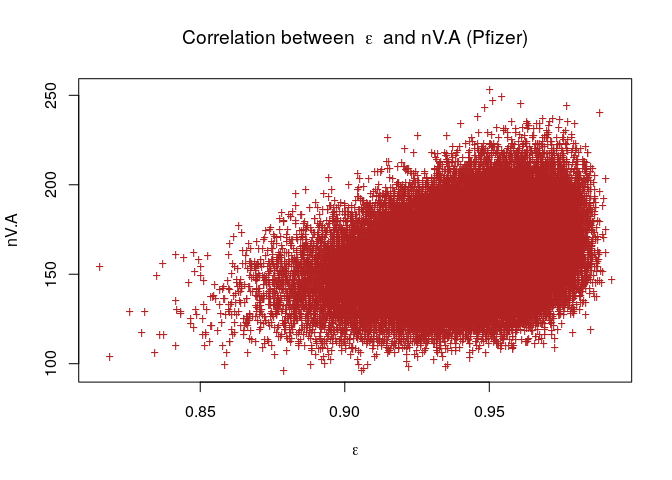 Correlation between ε and nV.A (Pfizer)
250
200
150
100
nV.A
0.85 0.90 0.95
ε